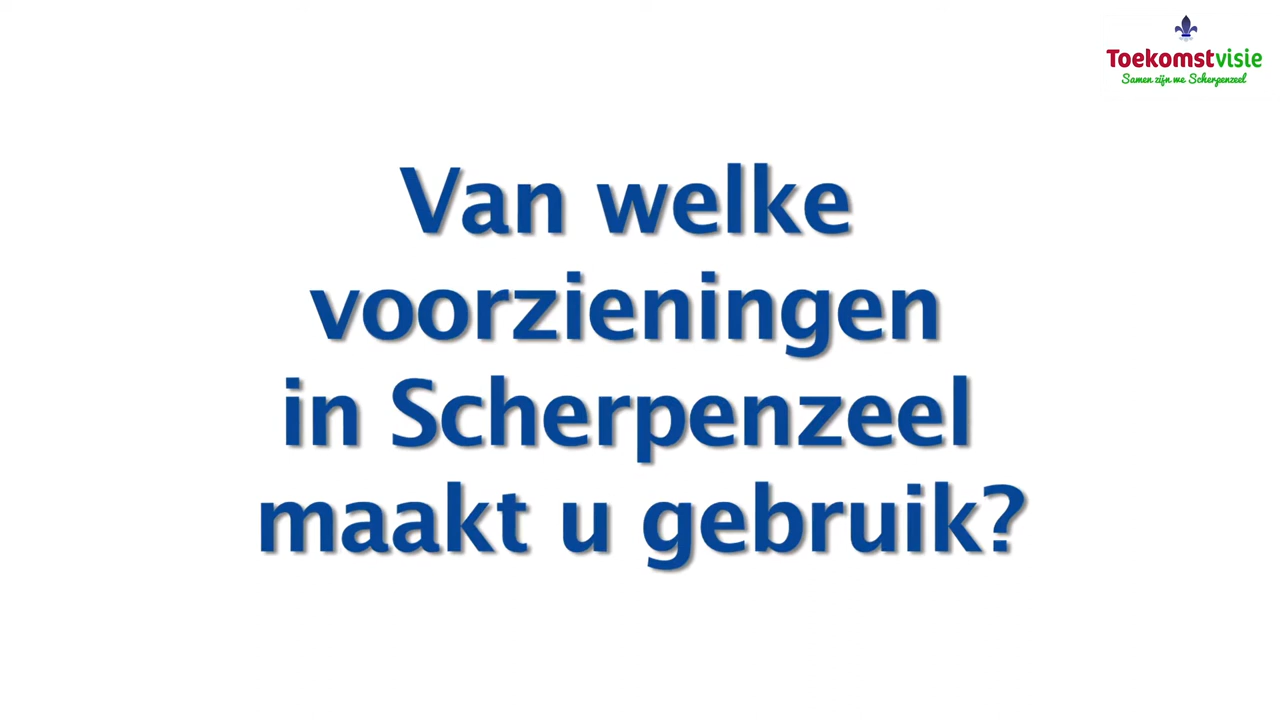 Toekomstvisie
Samen zijn we Scherpenzeel
Van welke
voorzieningen
in Scherpenzeel
maakt u gebruik?